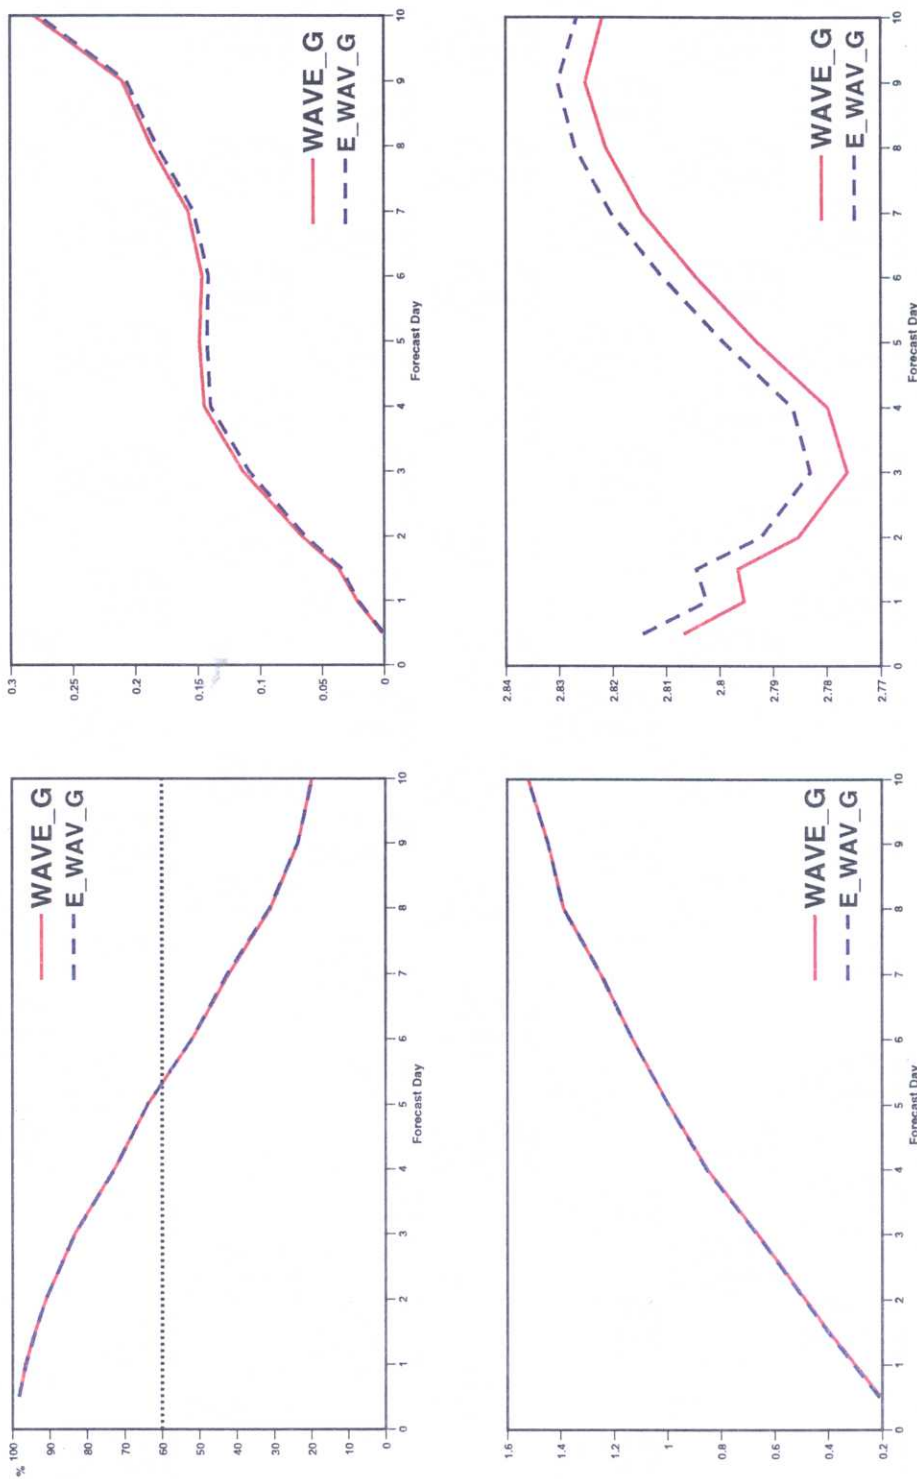 %
100
90
80
70
60
50
40
30
20
10
0
WAVE_G
E_WAV_G
0 1 2 3 4 5 6 7 8 9 10
Forecast Day
0.3
0.25
0.2
0.15
0.1
0.05
0
WAVE_G
E_WAV_G
0 1 2 3 4 5 6 7 8 9 10
Forecast Day
1.6
1.4
1.2
1
0.8
0.6
0.4
0.2
WAVE_G
E_WAV_G
0 1 2 3 4 5 6 7 8 9 10
Forecast Day
2.84
2.83
2.82
2.81
2.8
2.79
2.78
2.77
WAVE_G
E_WAV_G
0 1 2 3 4 5 6 7 8 9 10
Forecast Day